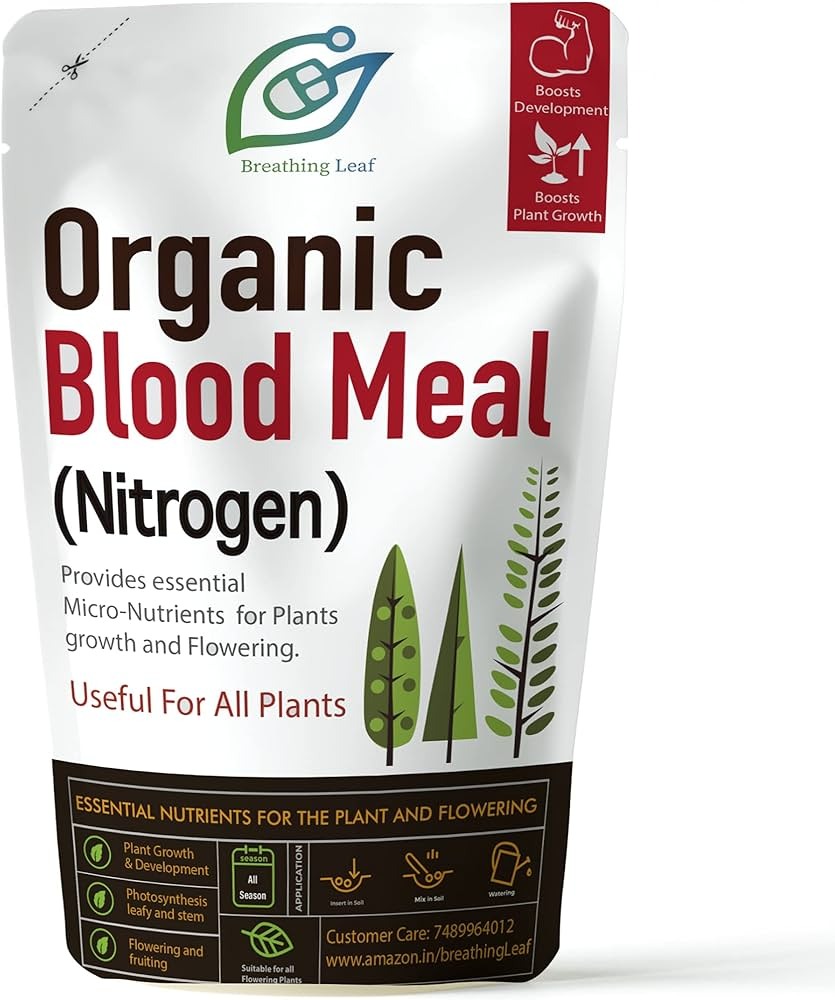 Breathing Leaf
Boosts
Development
Boosts
Plant Growth
Organic
Blood Meal
(Nitrogen)
Provides essential
Micro-Nutrients for Plants
growth and Flowering.
Useful For All Plants
ESSENTIAL NUTRIENTS FOR THE PLANT AND FLOWERING
Plant Growth
& Development
Photosynthesis
leafy and stem
Flowering and
fruiting
season
All
Season
Suitable for all
Flowering Plants
APPLICATION
Insert in Soil
Mix in Soil
Watering
Customer Care: 7489964012
www.amazon.in/breathingLeaf